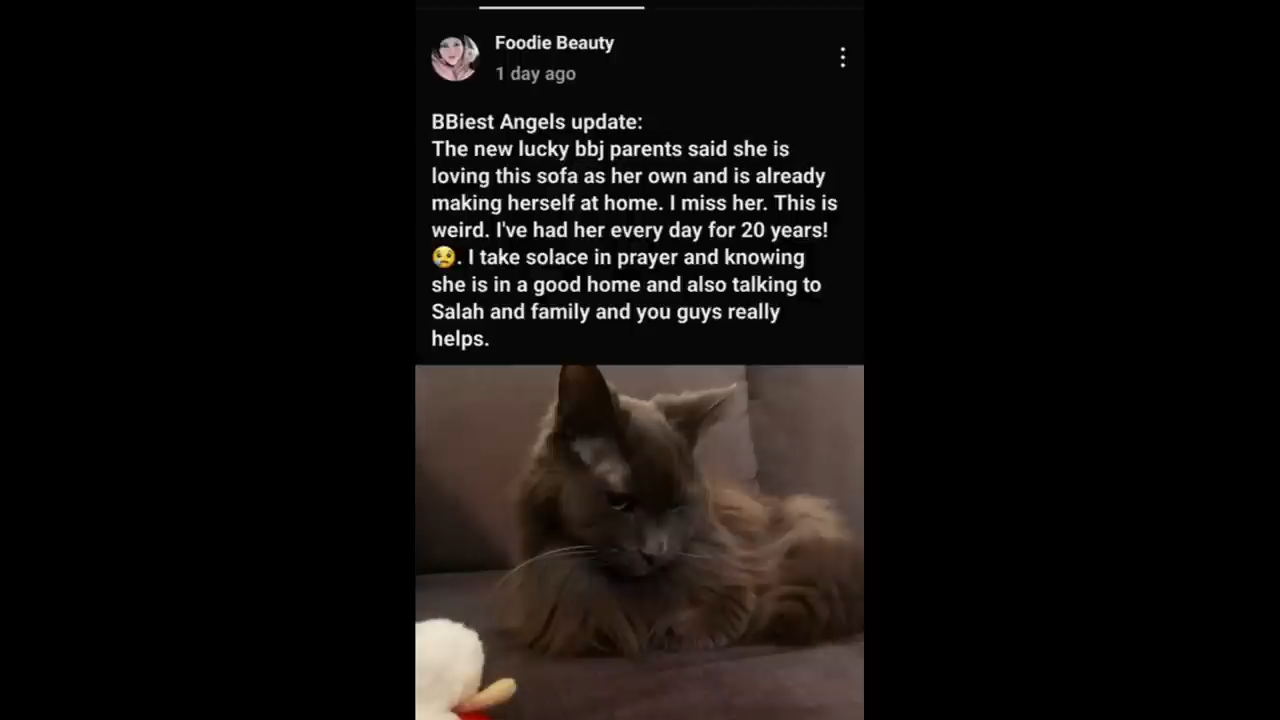 Foodie Beauty
1 day ago
BBiest Angels update:
The new lucky bbj parents said she is
loving this sofa as her own and is already
making herself at home. I miss her. This is
weird. I've had her every day for 20 years!
😢. I take solace in prayer and knowing
she is in a good home and also talking to
Salah and family and you guys really
helps.